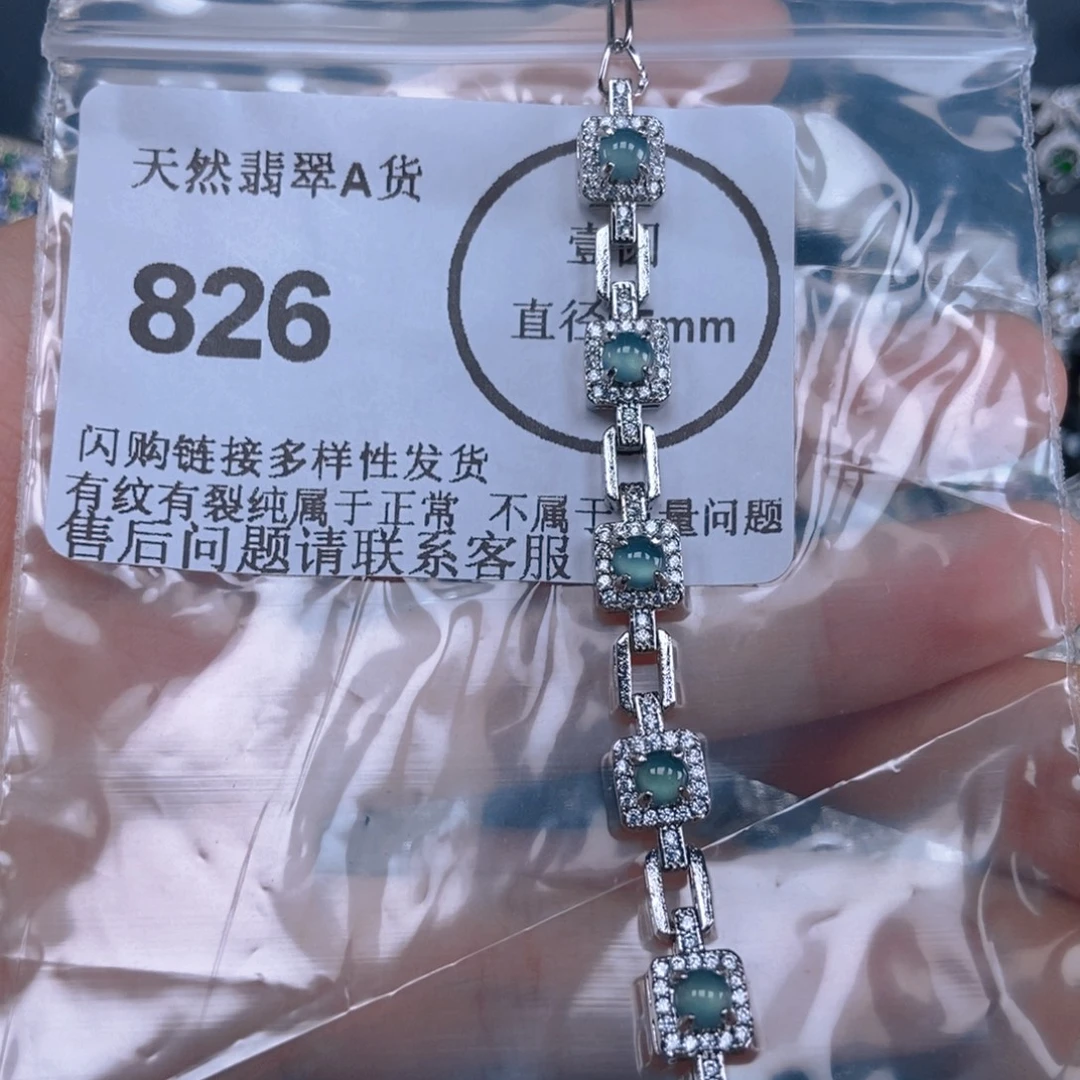 天然翡翠A货
826
壹
直径 mm
闪购链接多样性发货
有纹有裂纯属于正常 不属于 量问题
售后问题请联系客服